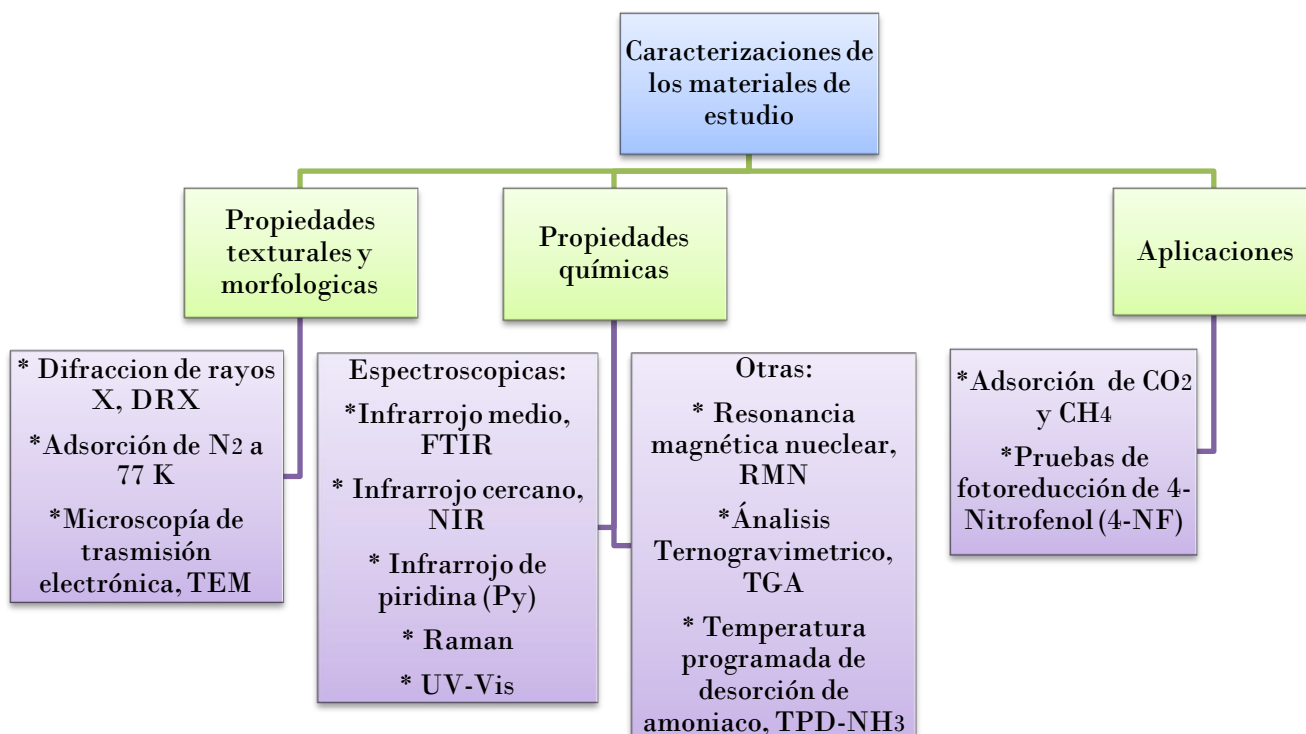 Caracterizaciones de
los materiales de
estudio
Propiedades
texturales y
morfologicas
Propiedades
químicas
Aplicaciones
* Difraccion de rayos
X, DRX
*Adsorción de N2 a
77 K
*Microscopía de
trasmisión
electrónica, TEM
Espectroscopicas:
*Infrarrojo medio,
FTIR
* Infrarrojo cercano,
NIR
* Infrarrojo de
piridina (Py)
* Raman
* UV-Vis
Otras:
* Resonancia
magnética nueclear,
RMN
*Ánalisis
Ternogravimetrico,
TGA
* Temperatura
programada de
desorción de
amoniaco, TPD-NH3
*Adsorción de CO2
y CH4
*Pruebas de
fotoreducción de 4-
Nitrofenol (4-NF)